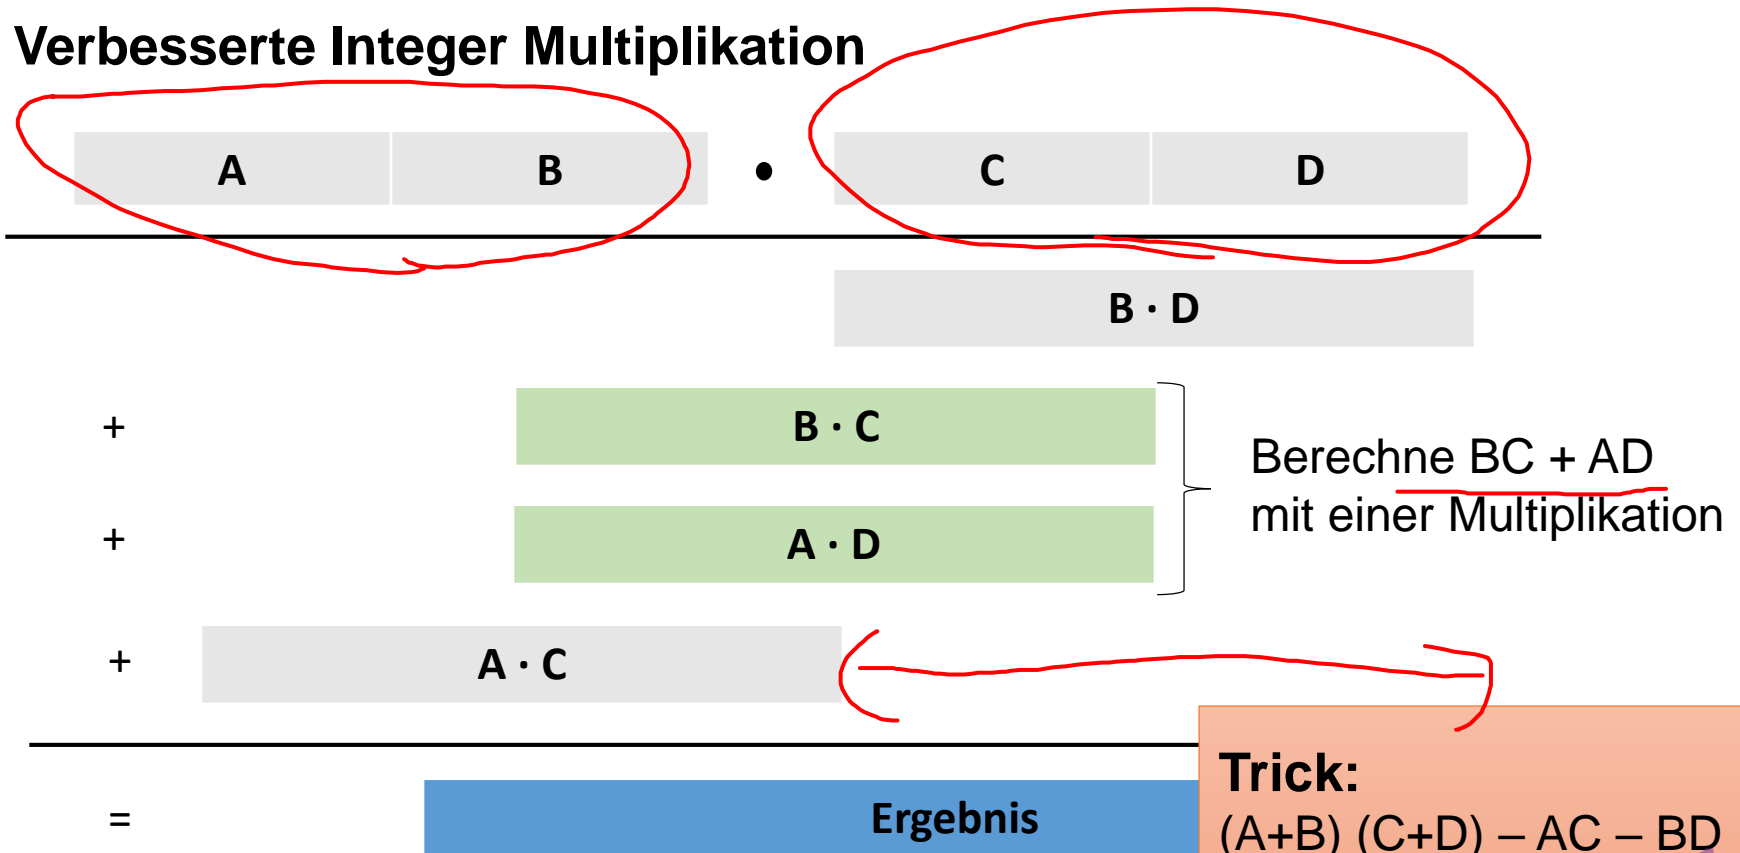 Verbesserte Integer Multiplikation
A B • C D
B · D
+ B · C
Berechne BC + AD
mit einer Multiplikation
+ A · D
+ A · C
= Ergebnis
Trick:
(A+B) (C+D) – AC – BD